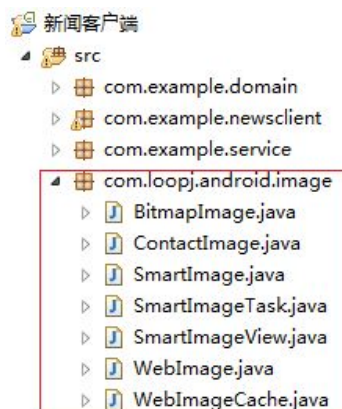 新闻客户端
src
com.example.domain
com.example.newsclient
com.example.service
com.loopj.android.image
BitmapImage.java
ContactImage.java
SmartImage.java
SmartImageTask.java
SmartImageView.java
WebImage.java
WebImageCache.java